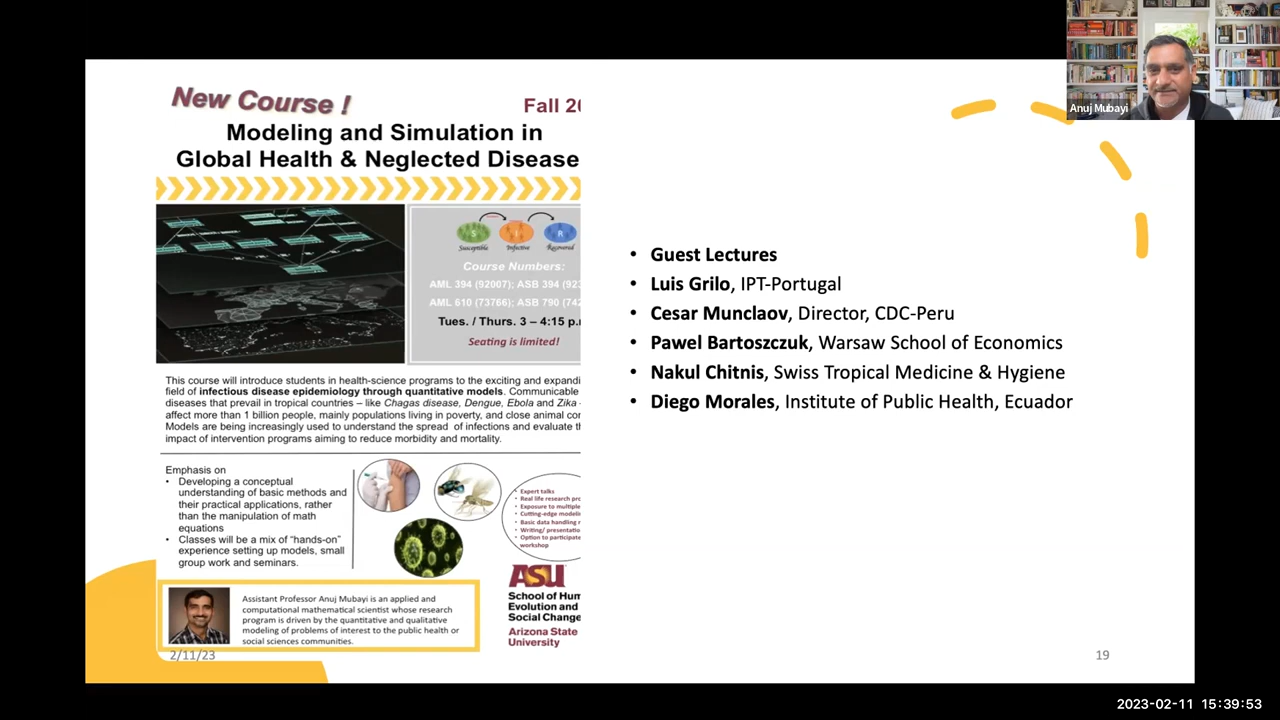 Anuj Mubayi
New Course !
Fall 20
Modeling and Simulation in
Global Health & Neglected Disease
Susceptible
Infective
Recovered
S
R
Course Numbers:
AML 394 (92007); ASB 394 (923
AML 610 (73766); ASB 790 (742
Tues. / Thurs. 3 – 4:15 p.
Seating is limited!
This course will introduce students in health-science programs to the exciting and expandi
field of infectious disease epidemiology through quantitative models. Communicable
diseases that prevail in tropical countries – like Chagas disease, Dengue, Ebola and Zika -
affect more than 1 billion people, mainly populations living in poverty, and close animal con
Models are being increasingly used to understand the spread of infections and evaluate th
impact of intervention programs aiming to reduce morbidity and mortality.
Emphasis on
• Developing a conceptual
understanding of basic methods and
their practical applications, rather
than the manipulation of math
equations
• Classes will be a mix of "hands-on"
experience setting up models, small
group work and seminars.
• Expert talks
• Real life research pro
• Exposure to multiple
• Cutting-edge modeli
• Basic data handling
• Writing/ presentatio
• Option to participate
workshop
Assistant Professor Anuj Mubayi is an applied and
computational mathematical scientist whose research
program is driven by the quantitative and qualitative
modeling of problems of interest to the public health or
social sciences communities.
ASU
School of Hum
Evolution and
Social Change
Arizona State
University
• Guest Lectures
• Luis Grilo, IPT-Portugal
• Cesar Munclaov, Director, CDC-Peru
• Pawel Bartoszczuk, Warsaw School of Economics
• Nakul Chitnis, Swiss Tropical Medicine & Hygiene
• Diego Morales, Institute of Public Health, Ecuador
2/11/23
19
2023-02-11 15:39:53